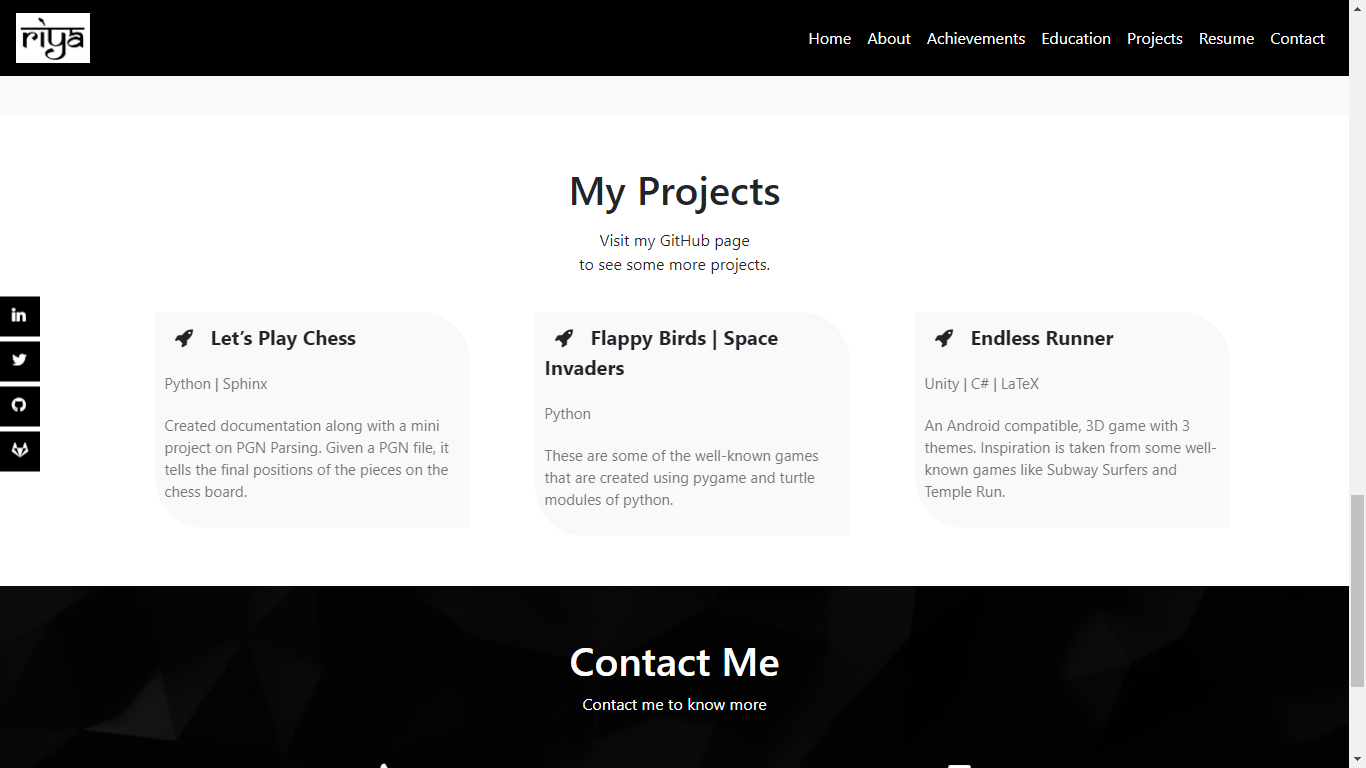 riya
Home About Achievements Education Projects Resume Contact
My Projects
Visit my GitHub page
to see some more projects.
in
Let’s Play Chess
Python | Sphinx
Created documentation along with a mini
project on PGN Parsing. Given a PGN file, it
tells the final positions of the pieces on the
chess board.
Flappy Birds | Space
Invaders
Python
These are some of the well-known games
that are created using pygame and turtle
modules of python.
Endless Runner
Unity | C# | LaTeX
An Android compatible, 3D game with 3
themes. Inspiration is taken from some well-
known games like Subway Surfers and
Temple Run.
Contact Me
Contact me to know more